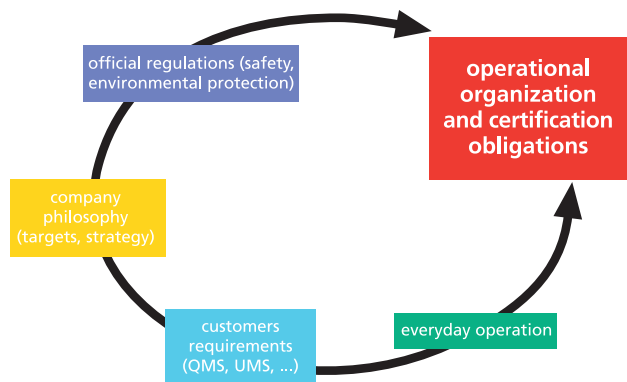 official regulations (safety,
environmental protection)
operational
organization
and certification
obligations
company
philosophy
(targets, strategy)
customers
requirements
(QMS, UMS, ...)
everyday operation